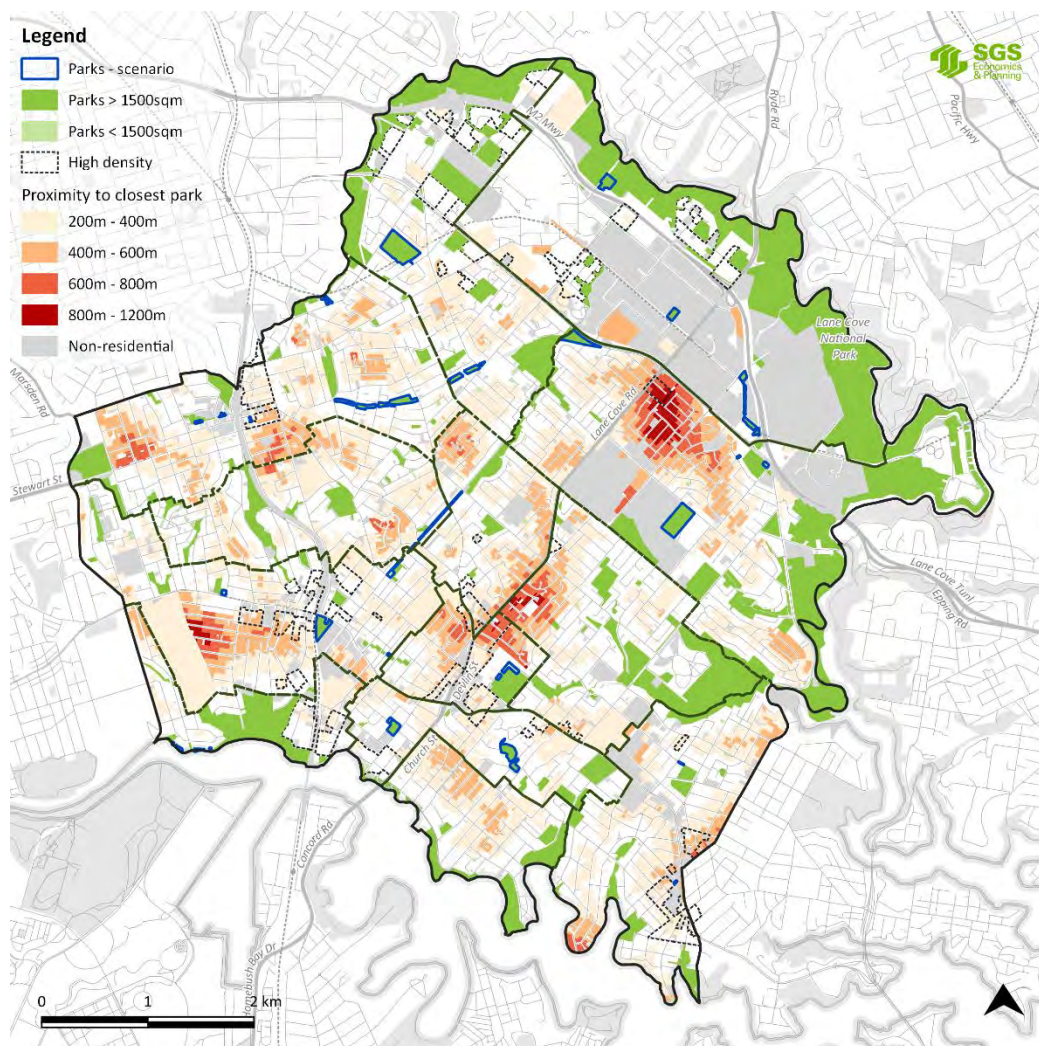 Legend
Parks - scenario
Parks > 1500sqm
Parks < 1500sqm
High density
Proximity to closest park
200m - 400m
400m - 600m
600m - 800m
800m - 1200m
Non-residential
SGS
Economics
& Planning
M2 Mwy
Ryde Rd
Pacific Hwy
Lane Cove
National
Park
Marsden Rd
Lane Cove Rd
Stewart St
Lane Cove Tunl
Epping Rd
Devlin St
Church St
Concord Rd
Homebush Bay Dr
0 1 2 km